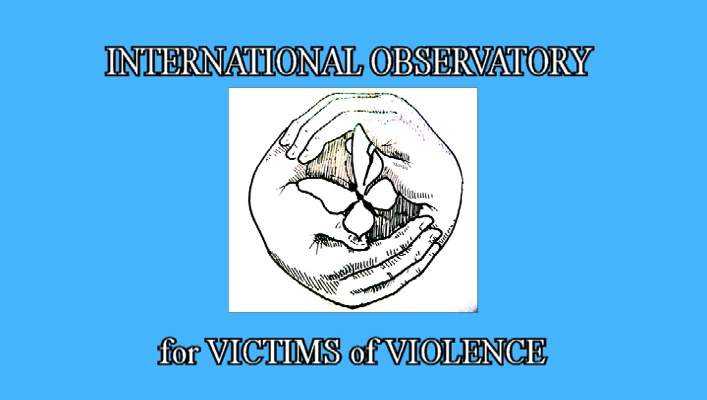 INTERNATIONAL OBSERVATORY
for VICTIMS of VIOLENCE